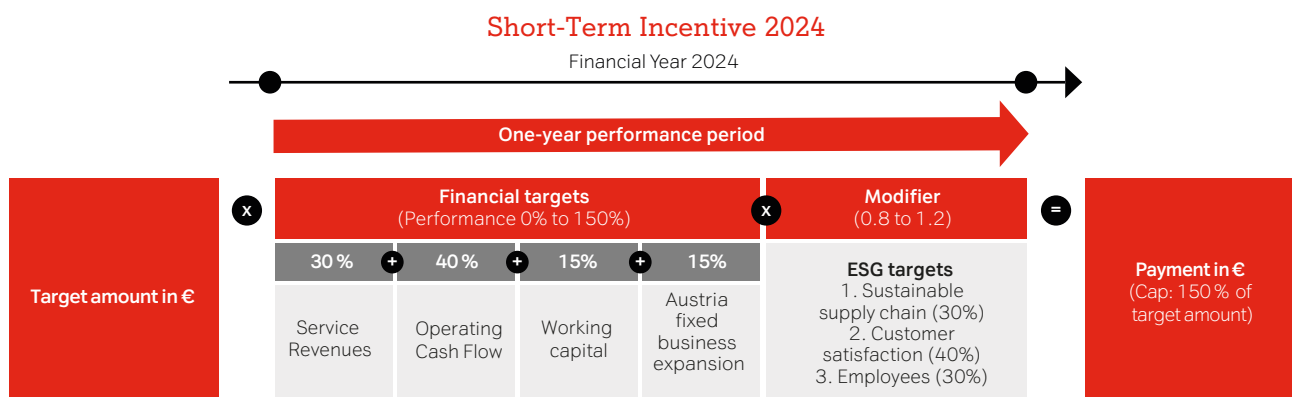 Short-Term Incentive 2024
Financial Year 2024
One-year performance period
Target amount in €
x
Financial targets
(Performance 0% to 150%)
30 % + 40 % + 15% + 15%
Service
Revenues
Operating
Cash Flow
Working
capital
Austria
fixed
business
expansion
x
Modifier
(0.8 to 1.2)
ESG targets
1. Sustainable
supply chain (30%)
2. Customer
satisfaction (40%)
3. Employees (30%)
=
Payment in €
(Cap: 150 % of
target amount)